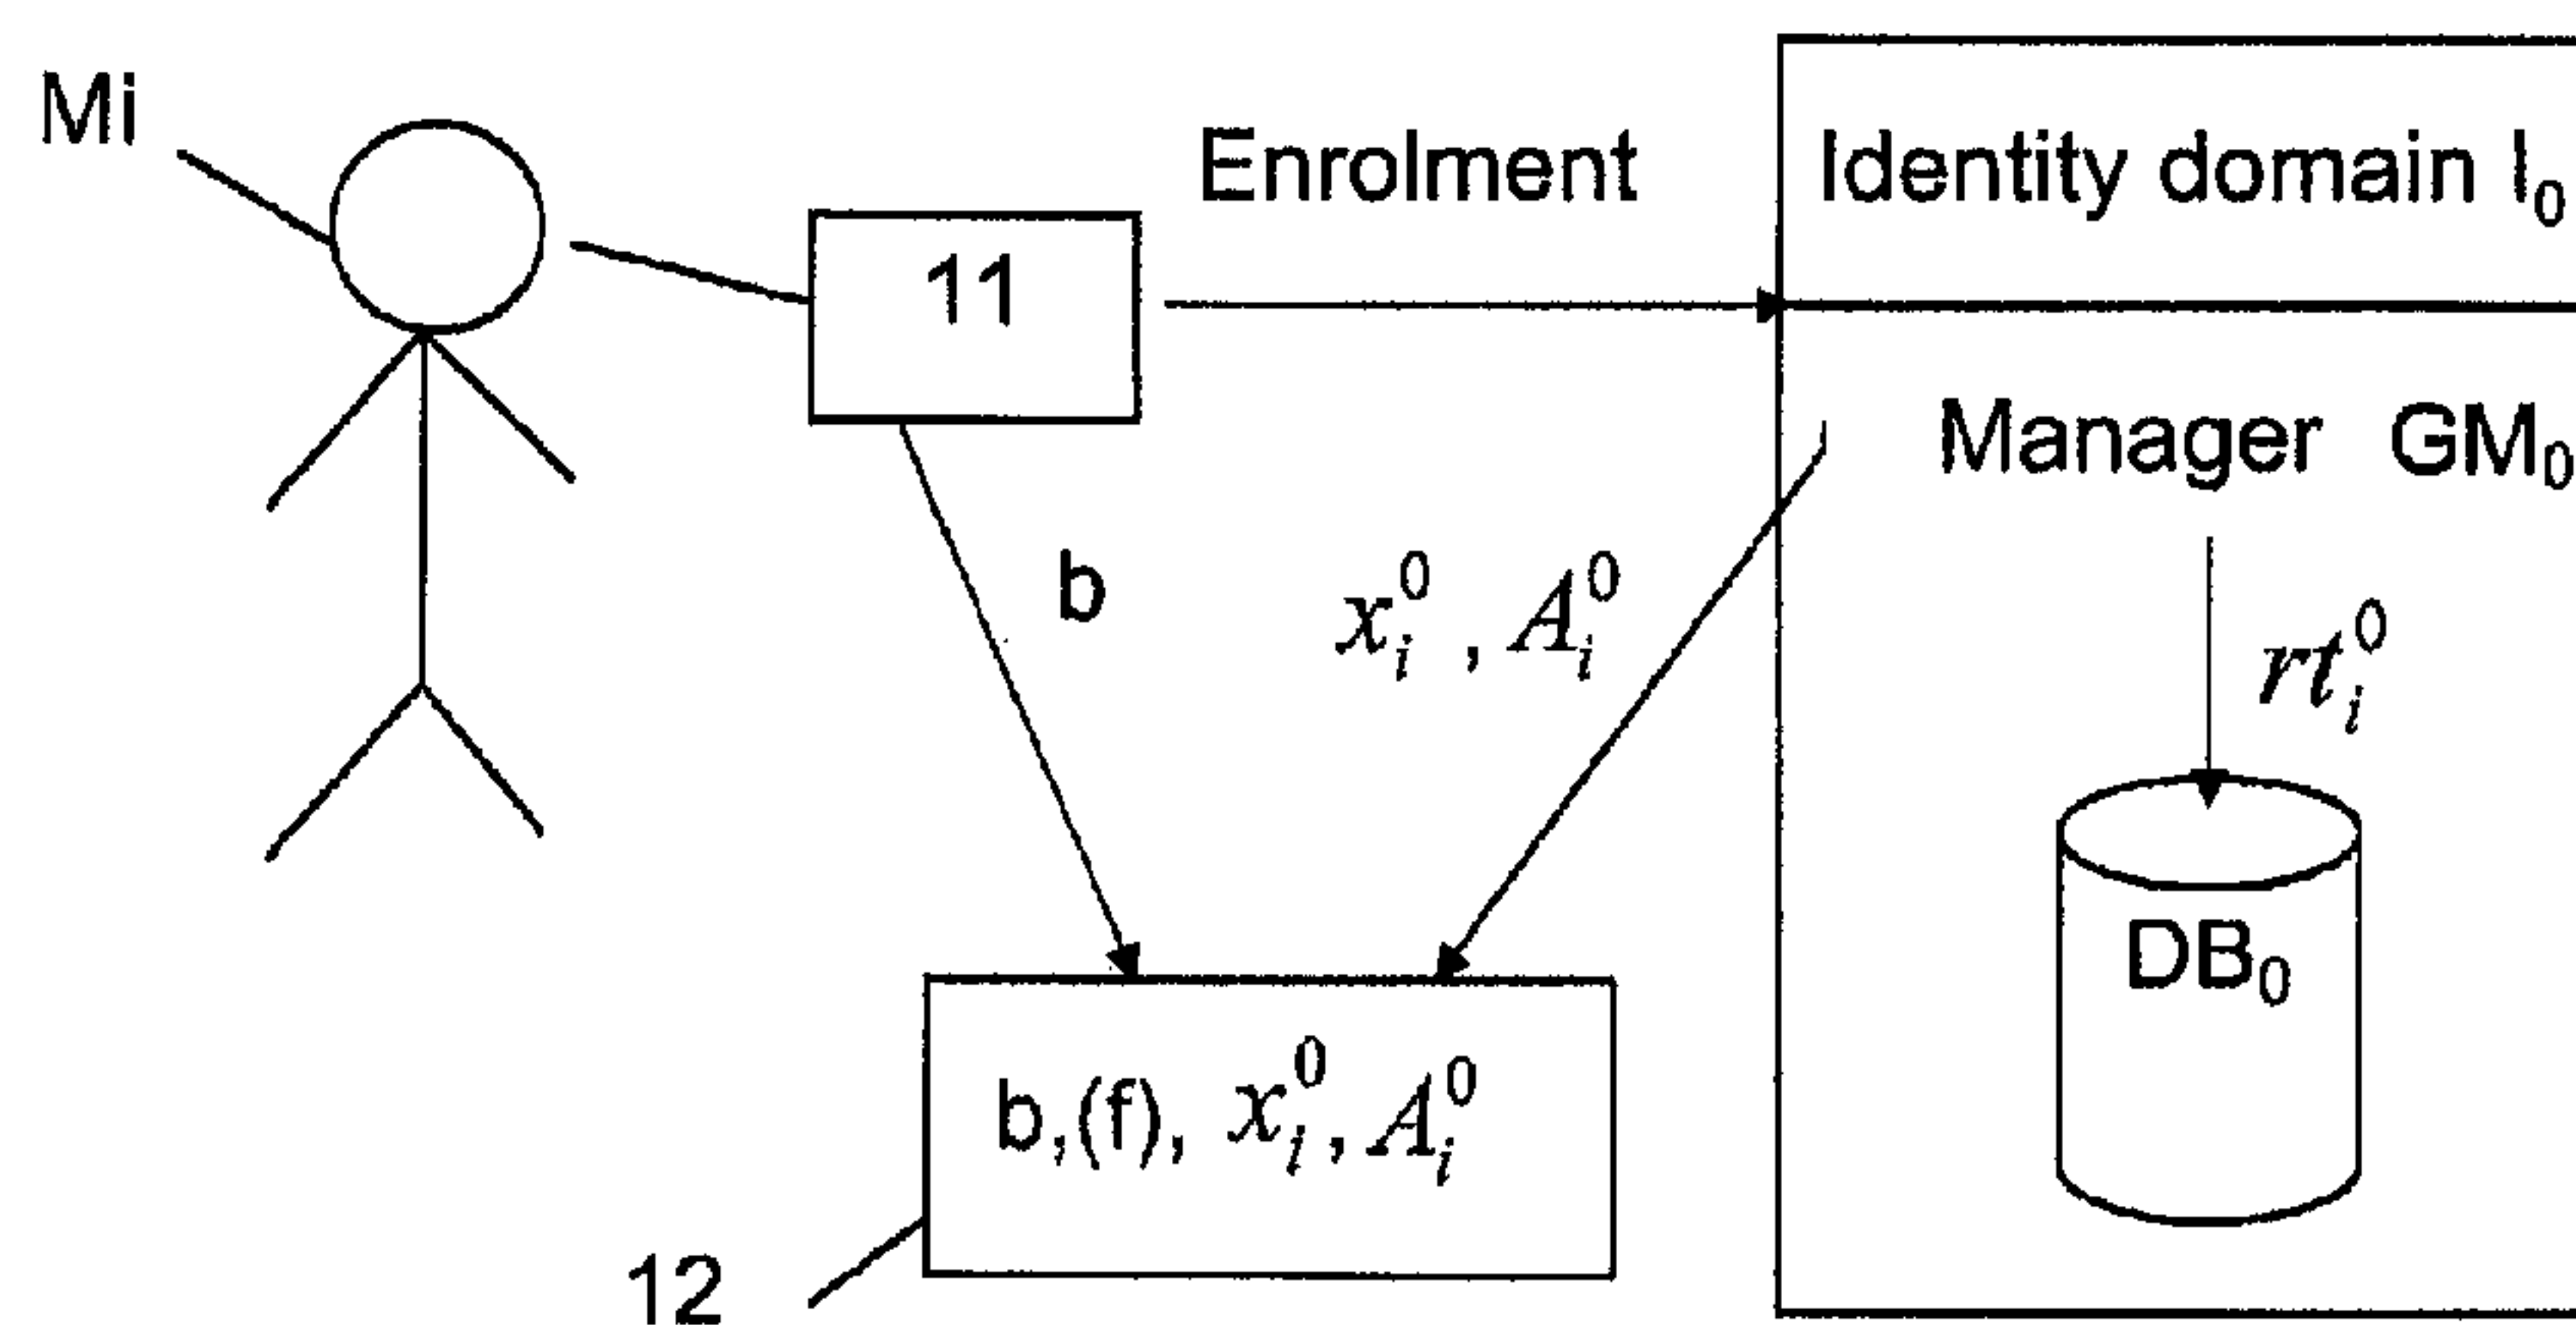 Mi
Enrolment
Identity domain I₀
11
Manager GM₀
b
x_i^0 , A_i^0
rt_i^0
DB₀
b,(f), x_i^0, A_i^0
12